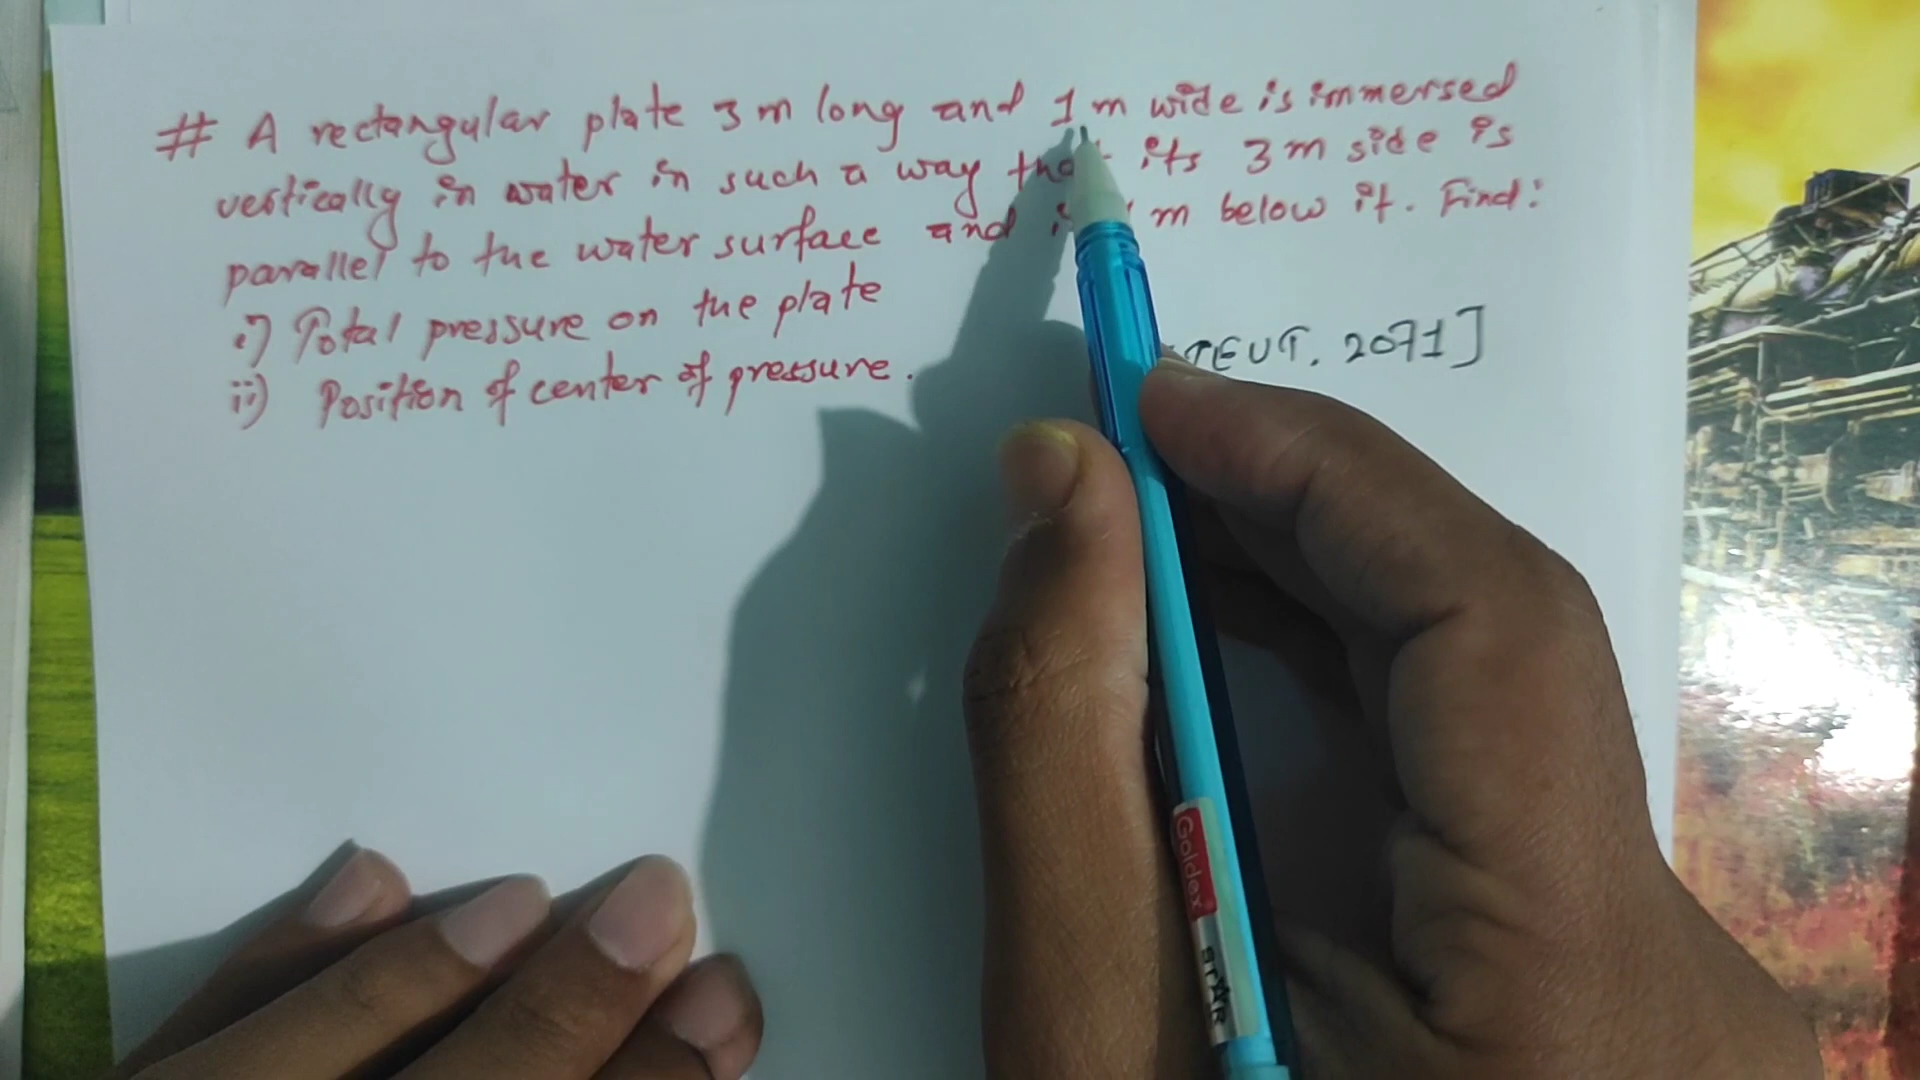 # A rectangular plate 3 m long and 1 m wide is immersed
vertically in water in such a way that its 3 m side is
parallel to the water surface and m below it. Find:
i) Total pressure on the plate
ii) Position of center of pressure.
2071]
Goldex
STAR